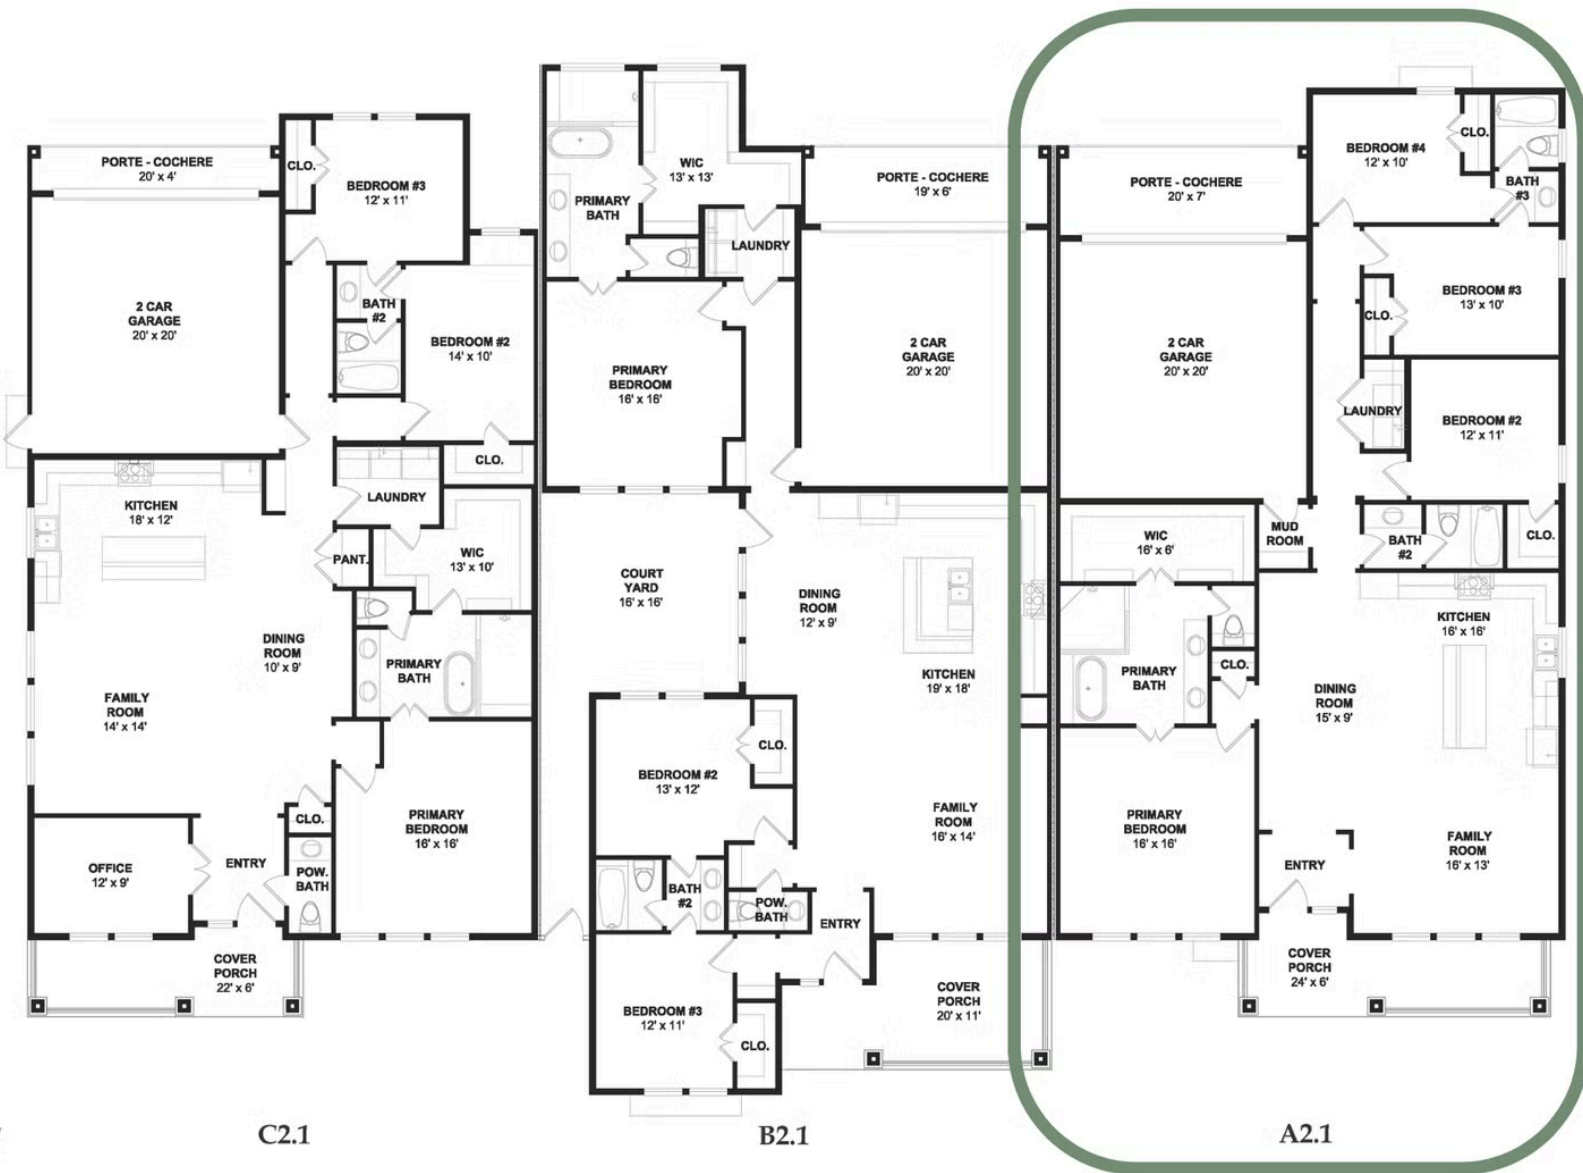 PORTE - COCHERE
20' x 4'
CLO.
BEDROOM #3
12' x 11'
2 CAR
GARAGE
20' x 20'
BATH
#2
BEDROOM #2
14' x 10'
CLO.
KITCHEN
18' x 12'
LAUNDRY
PANT.
WIC
13' x 10'
DINING
ROOM
10' x 9'
FAMILY
ROOM
14' x 14'
PRIMARY
BATH
CLO.
PRIMARY
BEDROOM
16' x 16'
OFFICE
12' x 9'
ENTRY
POW.
BATH
COVER
PORCH
22' x 6'
C2.1
WIC
13' x 13'
PRIMARY
BATH
LAUNDRY
PORTE - COCHERE
19' x 6'
PRIMARY
BEDROOM
16' x 16'
2 CAR
GARAGE
20' x 20'
COURT
YARD
16' x 16'
DINING
ROOM
12' x 9'
KITCHEN
19' x 18'
CLO.
BEDROOM #2
13' x 12'
FAMILY
ROOM
16' x 14'
BATH
#2
POW.
BATH
ENTRY
BEDROOM #3
12' x 11'
CLO.
COVER
PORCH
20' x 11'
B2.1
BEDROOM #4
12' x 10'
CLO.
BATH
#3
PORTE - COCHERE
20' x 7'
BEDROOM #3
13' x 10'
CLO.
2 CAR
GARAGE
20' x 20'
LAUNDRY
BEDROOM #2
12' x 11'
WIC
16' x 6'
MUD
ROOM
BATH
#2
CLO.
KITCHEN
16' x 16'
CLO.
PRIMARY
BATH
DINING
ROOM
15' x 9'
PRIMARY
BEDROOM
16' x 16'
FAMILY
ROOM
16' x 13'
ENTRY
COVER
PORCH
24' x 6'
A2.1